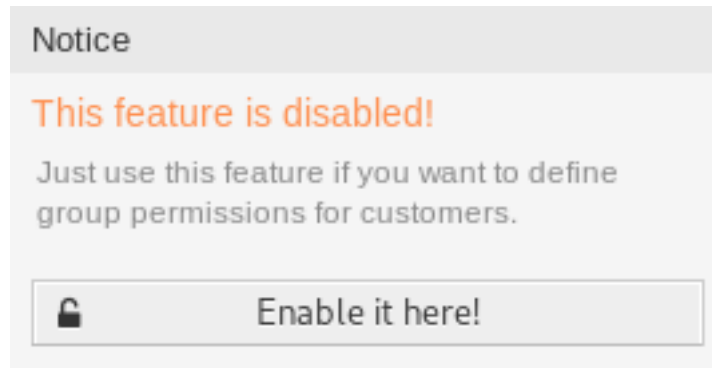 Notice
This feature is disabled!
Just use this feature if you want to define
group permissions for customers.
Enable it here!